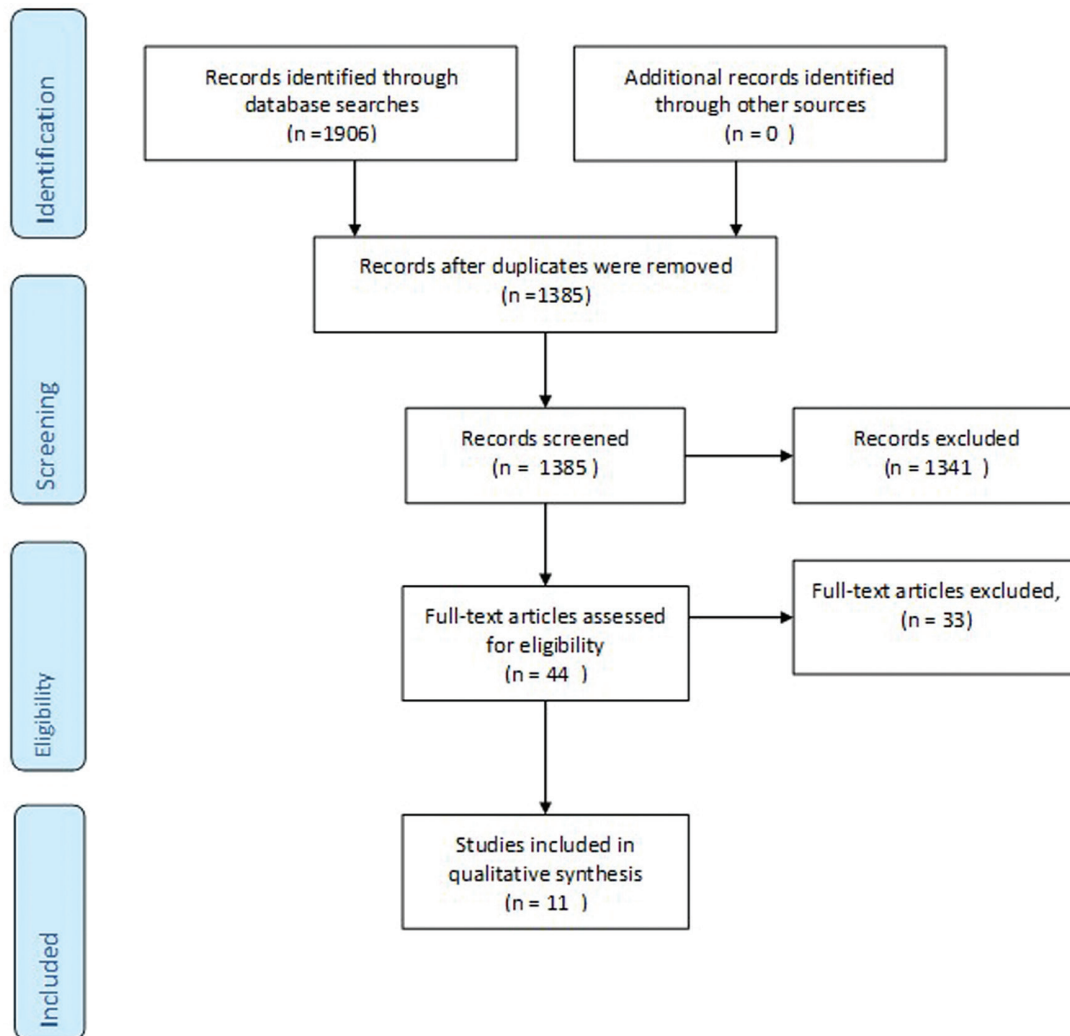 Identification
Records identified through
database searches
(n =1906)
Additional records identified
through other sources
(n = 0  )
Records after duplicates were removed
(n =1385)
Screening
Records screened
(n =  1385 )
Records excluded
(n = 1341  )
Eligibility
Full-text articles assessed
for eligibility
(n = 44  )
Full-text articles excluded,
(n = 33)
Included
Studies included in
qualitative synthesis
(n = 11  )